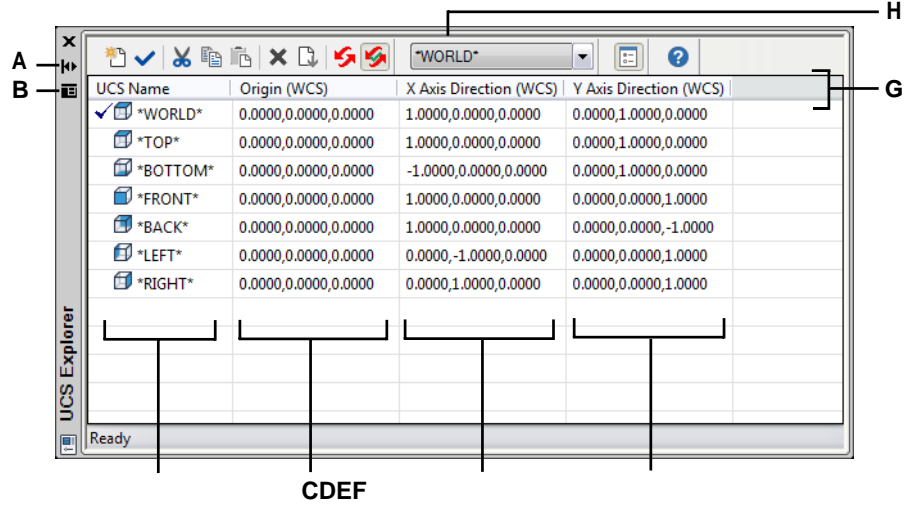 H
A
B
*WORLD*
UCS Name Origin (WCS) X Axis Direction (WCS) Y Axis Direction (WCS)
G
*WORLD* 0.0000,0.0000,0.0000 1.0000,0.0000,0.0000 0.0000,1.0000,0.0000
*TOP* 0.0000,0.0000,0.0000 1.0000,0.0000,0.0000 0.0000,1.0000,0.0000
*BOTTOM* 0.0000,0.0000,0.0000 -1.0000,0.0000,0.0000 0.0000,1.0000,0.0000
*FRONT* 0.0000,0.0000,0.0000 1.0000,0.0000,0.0000 0.0000,0.0000,1.0000
*BACK* 0.0000,0.0000,0.0000 1.0000,0.0000,0.0000 0.0000,0.0000,-1.0000
*LEFT* 0.0000,0.0000,0.0000 0.0000,-1.0000,0.0000 0.0000,0.0000,1.0000
*RIGHT* 0.0000,0.0000,0.0000 0.0000,1.0000,0.0000 0.0000,0.0000,1.0000
UCS Explorer
Ready
CDEF